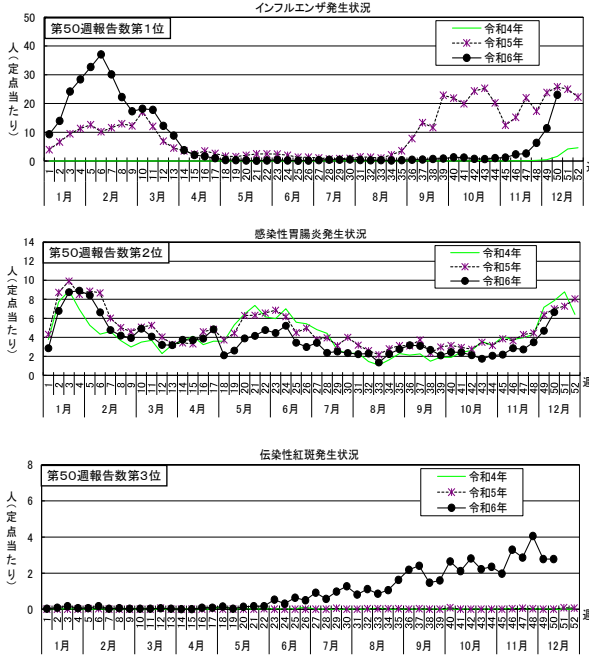 インフルエンザ発生状況
第50週報告数第1位
令和4年
令和5年
令和6年
人(定点当たり)
50
40
30
20
10
0
1 2 3 4 5 6 7 8 9 10 11 12 13 14 15 16 17 18 19 20 21 22 23 24 25 26 27 28 29 30 31 32 33 34 35 36 37 38 39 40 41 42 43 44 45 46 47 48 49 50 51 52 週
1月 2月 3月 4月 5月 6月 7月 8月 9月 10月 11月 12月
感染性胃腸炎発生状況
第50週報告数第2位
令和4年
令和5年
令和6年
人(定点当たり)
14
12
10
8
6
4
2
0
1 2 3 4 5 6 7 8 9 10 11 12 13 14 15 16 17 18 19 20 21 22 23 24 25 26 27 28 29 30 31 32 33 34 35 36 37 38 39 40 41 42 43 44 45 46 47 48 49 50 51 52 週
1月 2月 3月 4月 5月 6月 7月 8月 9月 10月 11月 12月
伝染性紅斑発生状況
第50週報告数第3位
令和4年
令和5年
令和6年
人(定点当たり)
8
6
4
2
0
1 2 3 4 5 6 7 8 9 10 11 12 13 14 15 16 17 18 19 20 21 22 23 24 25 26 27 28 29 30 31 32 33 34 35 36 37 38 39 40 41 42 43 44 45 46 47 48 49 50 51 52 週
1月 2月 3月 4月 5月 6月 7月 8月 9月 10月 11月 12月